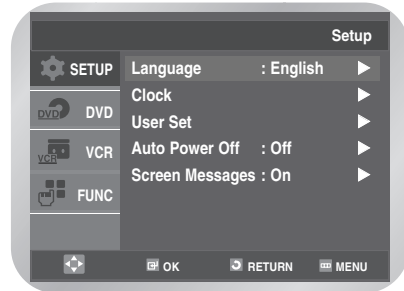 Setup
SETUP
DVD
DVD
VCR
VCR
FUNC
Language : English
Clock
User Set
Auto Power Off : Off
Screen Messages : On
OK
RETURN
MENU